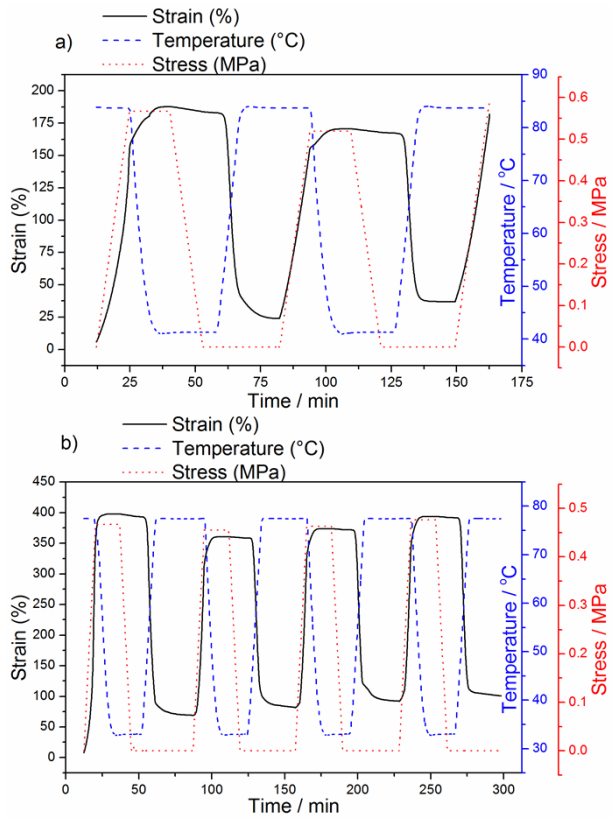 Strain (%)
a) Temperature (°C)
Stress (MPa)
200
175
150
125
100
75
50
25
0
Strain (%)
90
80
70
60
50
40
Temperature / °C
0.6
0.5
0.4
0.3
0.2
0.1
0.0
Stress / MPa
0 25 50 75 100 125 150 175
Time / min
b) Strain (%)
Temperature (°C)
Stress (MPa)
450
400
350
300
250
200
150
100
50
0
Strain (%)
80
70
60
50
40
30
Temperature / °C
0.5
0.4
0.3
0.2
0.1
0.0
Stress / MPa
0 50 100 150 200 250 300
Time / min